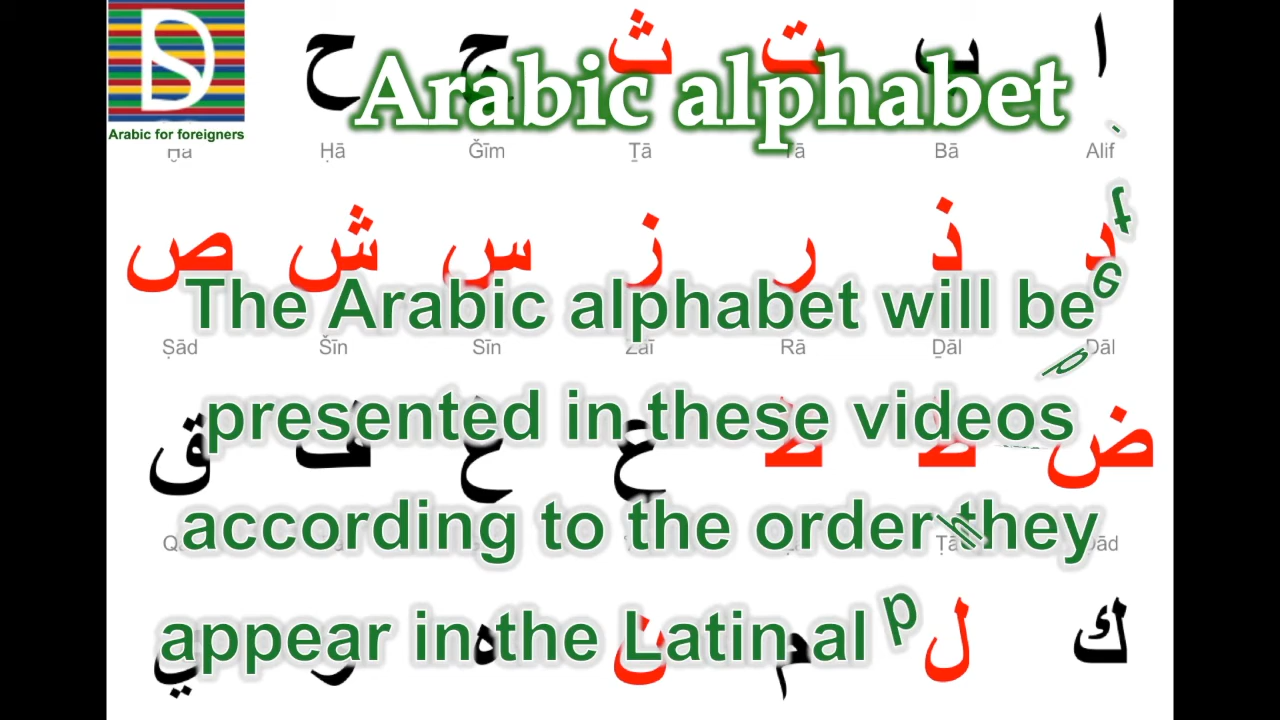 Arabic for foreigners
ا ب ت ث ج ح
Arabic alphabet
Ḥā Ǧīm Ṯā Bā Alif
د ذ ر ز س ش ص
The Arabic alphabet will be
Ṣād Šīn Sīn Zaī Rā Ḏāl Dāl
presented in these videos
ض ط ظ ع غ ف ق
according to the order they
appear in the Latin al p
ك ل م ن ه و ي